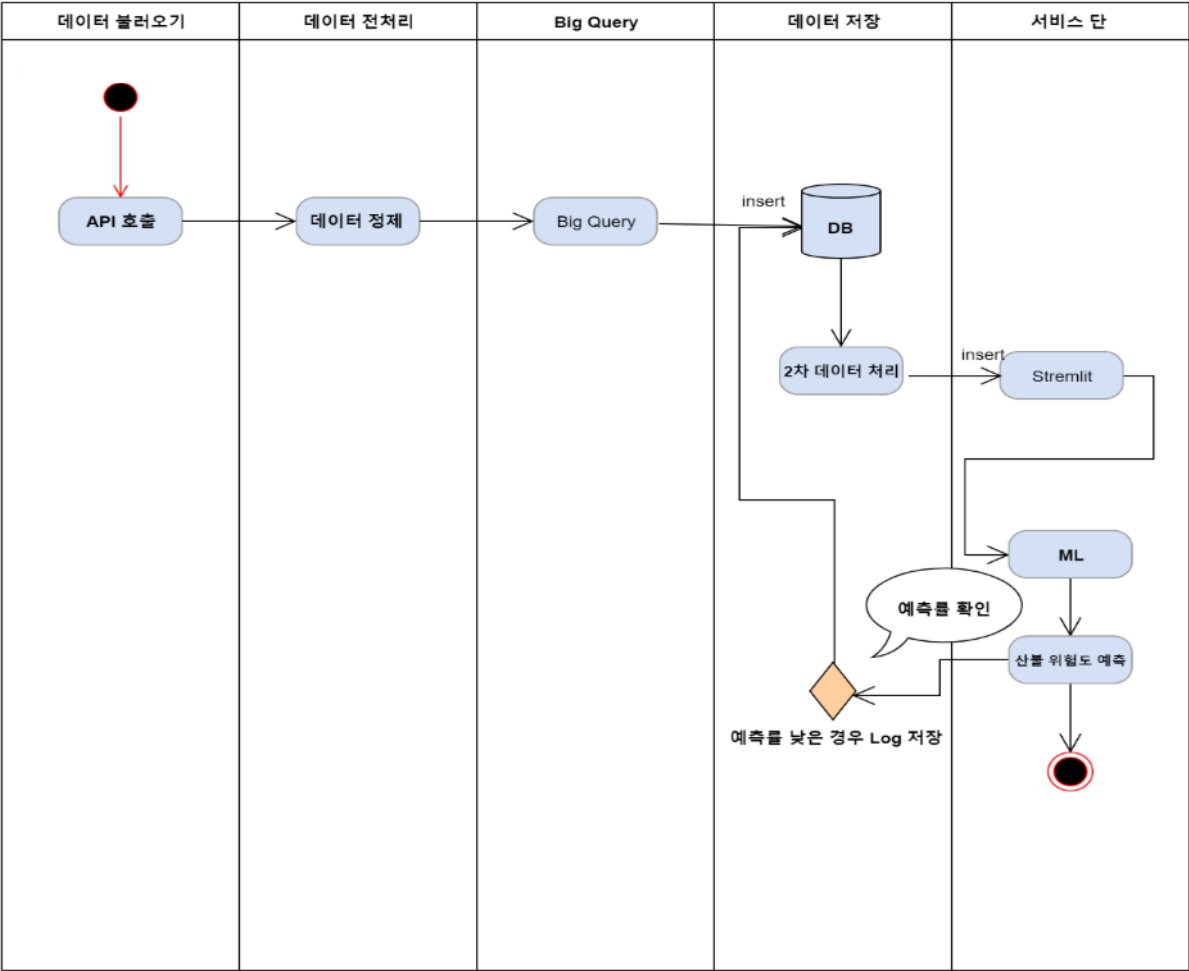 데이터 불러오기
데이터 전처리
Big Query
데이터 저장
서비스 단
API 호출
데이터 정제
Big Query
insert
DB
2차 데이터 처리
insert
Stremlit
ML
예측률 확인
산불 위험도 예측
예측률 낮은 경우 Log 저장